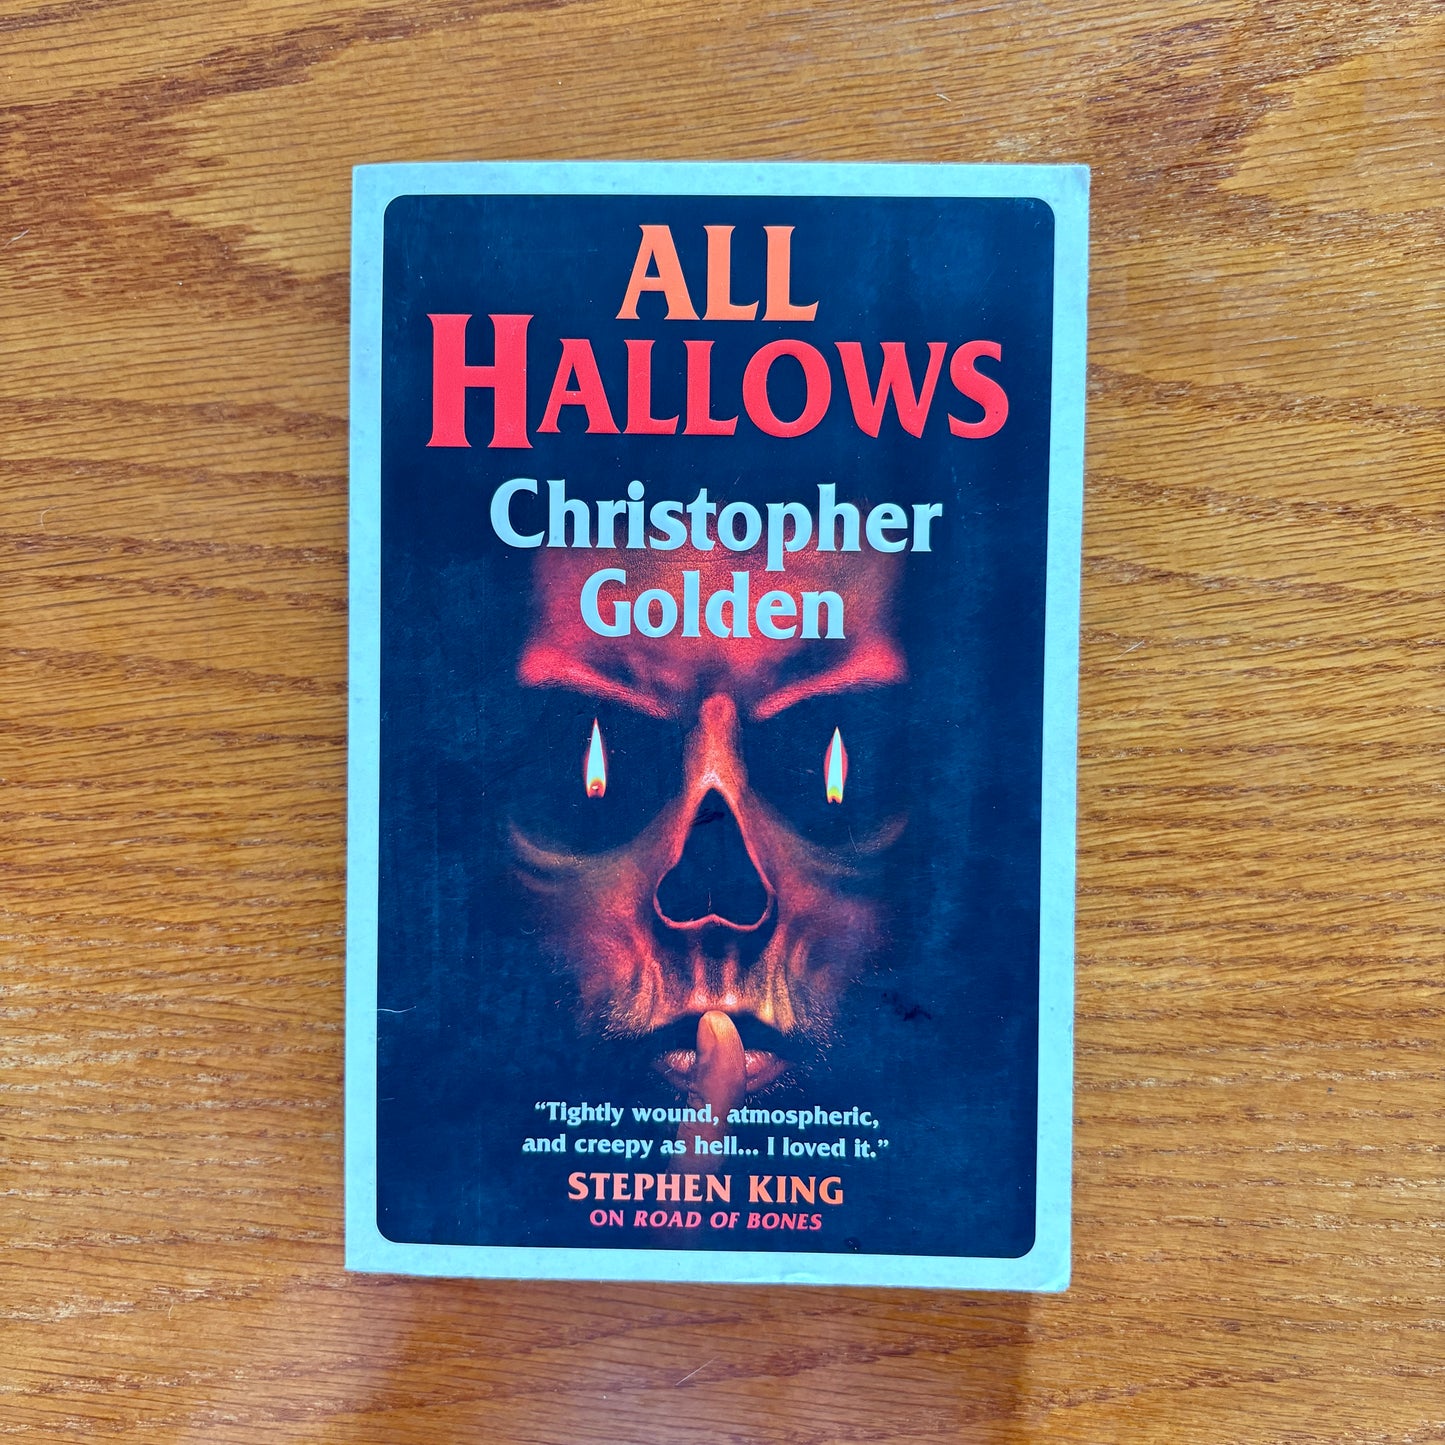 ALL
HALLOWS
Christopher
Golden
“Tightly wound, atmospheric,
and creepy as hell... I loved it.”
STEPHEN KING
ON ROAD OF BONES